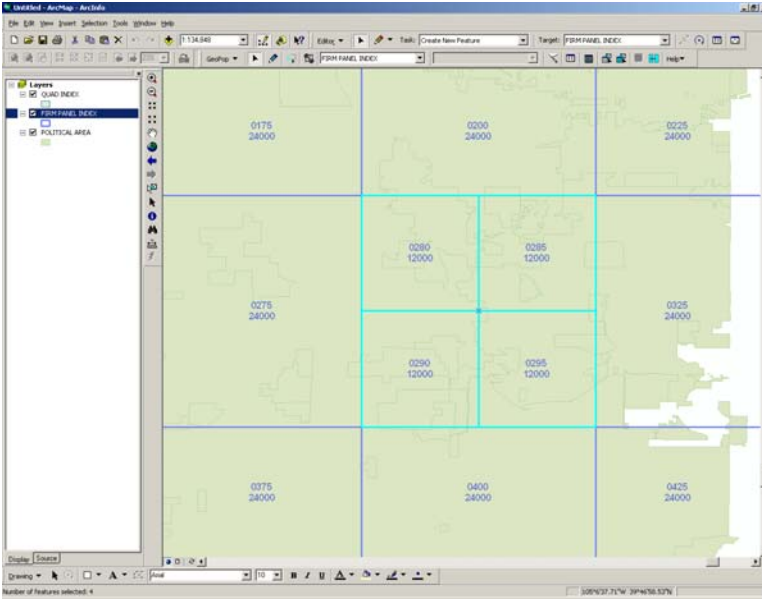 Untitled - ArcMap - ArcInfo
File Edit View Insert Selection Tools Window Help
1:134,848 Editor Task: Create New Feature Target: FIRM PANEL INDEX
GeoPop FIRM PANEL INDEX Help
Layers
QUAD INDEX
FIRM PANEL INDEX
POLITICAL AREA
0175
24000
0200
24000
0225
24000
0280
12000
0285
12000
0275
24000
0325
24000
0290
12000
0295
12000
0375
24000
0400
24000
0425
24000
Display Source
Drawing A Arial 10 B I U A
Number of features selected: 4